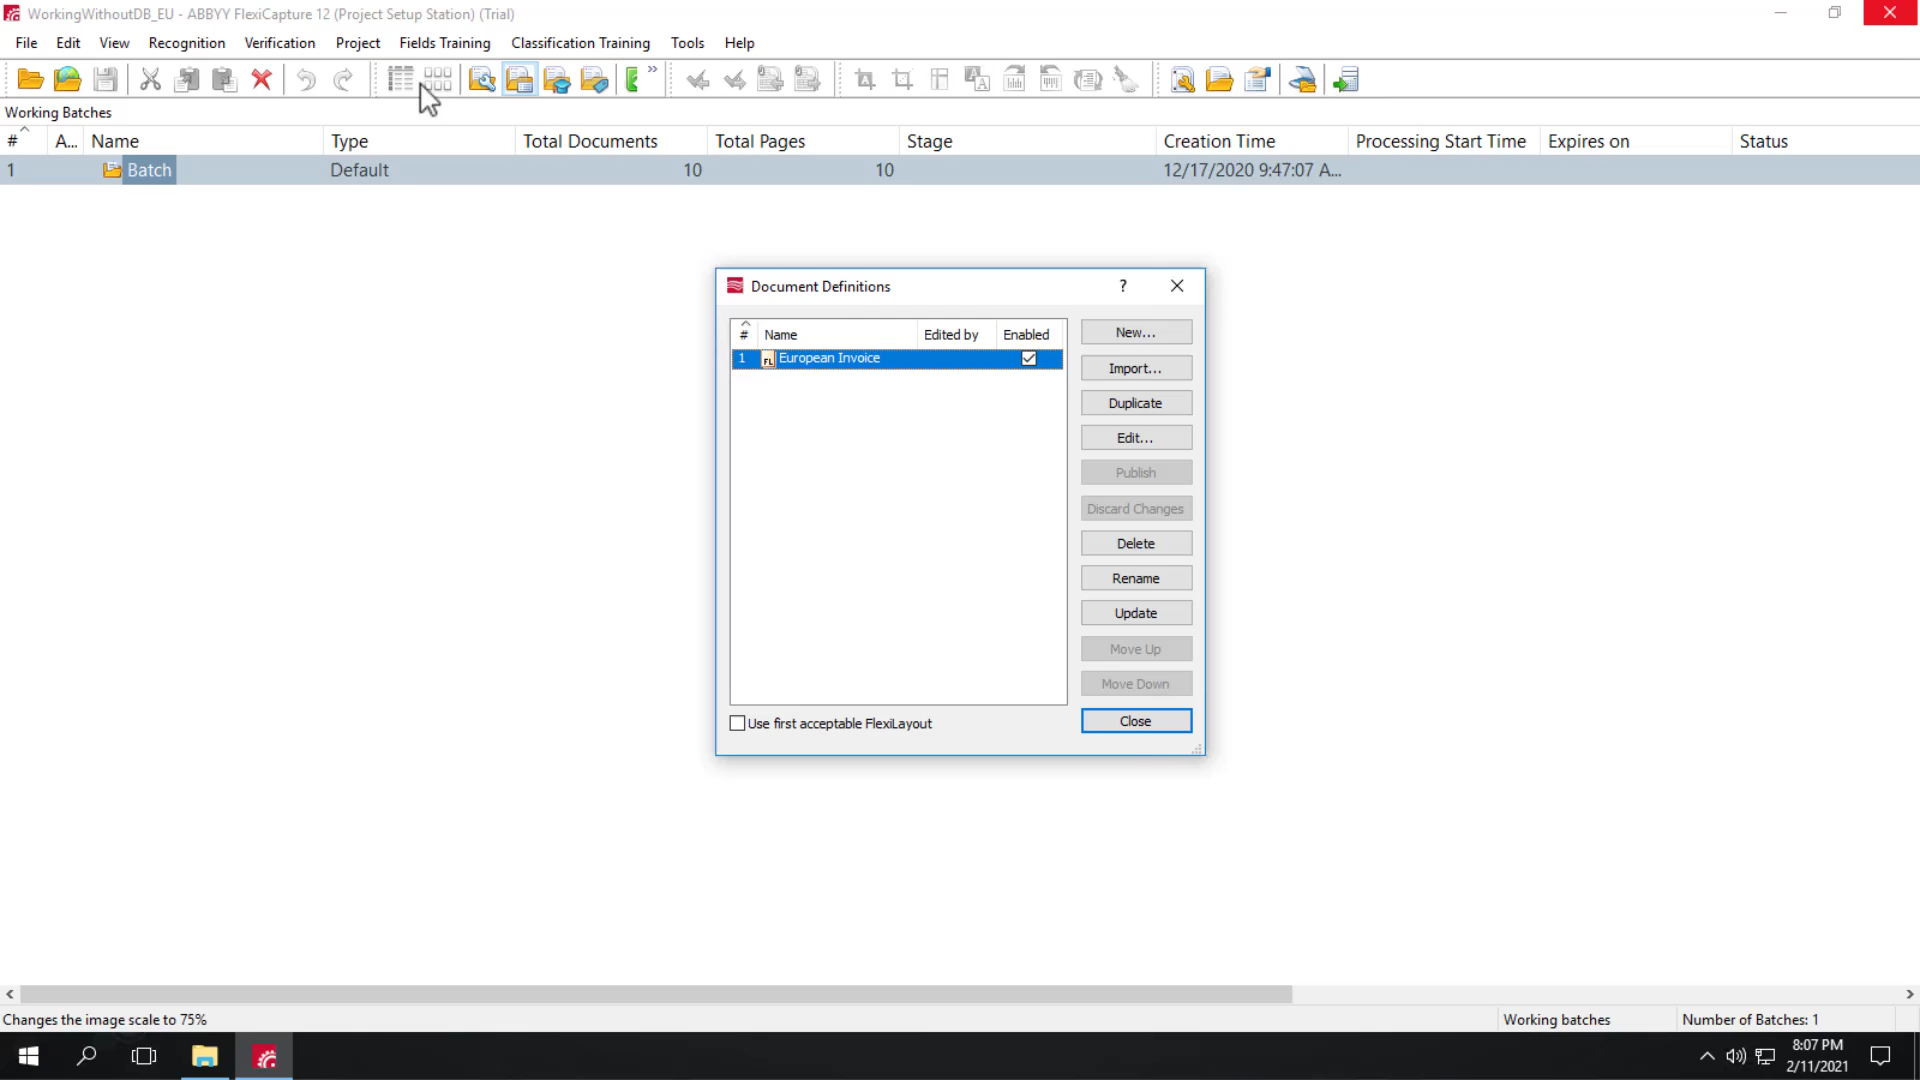 WorkingWithoutDB_EU - ABBYY FlexiCapture 12 (Project Setup Station) (Trial)
File Edit View Recognition Verification Project Fields Training Classification Training Tools Help
Working Batches
# A... Name Type Total Documents Total Pages Stage Creation Time Processing Start Time Expires on Status
1 Batch Default 10 10 12/17/2020 9:47:07 A...
Document Definitions
# Name Edited by Enabled
1 FL European Invoice
New...
Import...
Duplicate
Edit...
Publish
Discard Changes
Delete
Rename
Update
Move Up
Move Down
Use first acceptable FlexiLayout
Close
Changes the image scale to 75% Working batches Number of Batches: 1
8:07 PM
2/11/2021